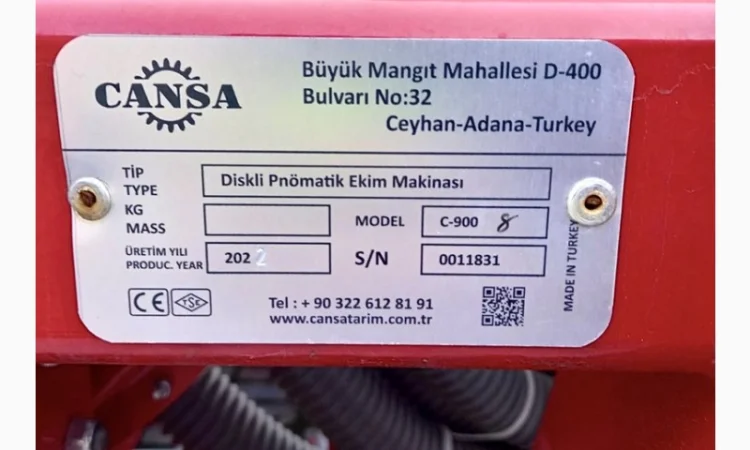 CANSA
Büyük Mangıt Mahallesi D-400
Bulvarı No:32
Ceyhan-Adana-Turkey
TİP
TYPE
Diskli Pnömatik Ekim Makinası
KG
MASS
MODEL
C-900 8
ÜRETİM YILI
PRODUC. YEAR
2022
S/N
0011831
MADE IN TURKEY
CE
TSE
Tel : + 90 322 612 81 91
www.cansatarim.com.tr